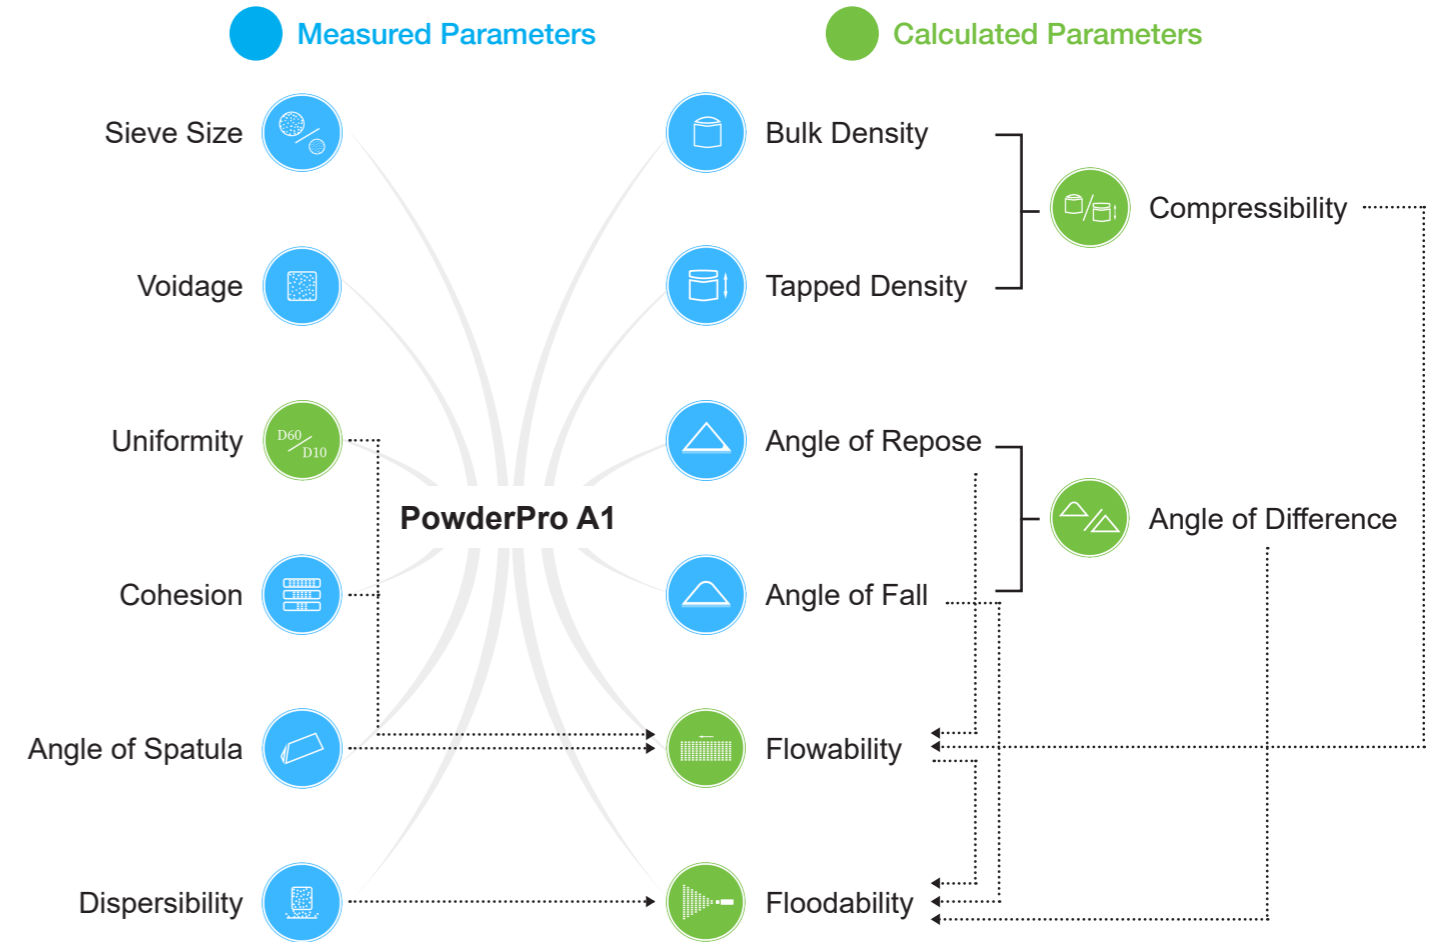 Measured Parameters
Calculated Parameters
Sieve Size
Bulk Density
Compressibility
Voidage
Tapped Density
Uniformity
D60/D10
Angle of Repose
PowderPro A1
Angle of Difference
Cohesion
Angle of Fall
Angle of Spatula
Flowability
Dispersibility
Floodability